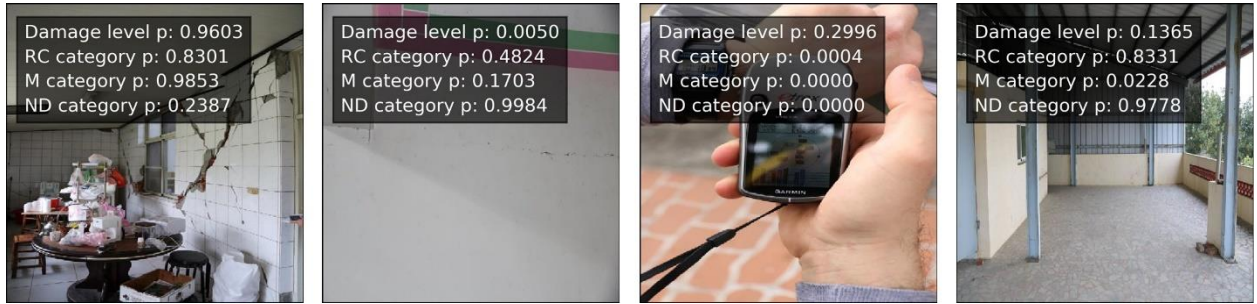 Damage level p: 0.9603
RC category p: 0.8301
M category p: 0.9853
ND category p: 0.2387
Damage level p: 0.0050
RC category p: 0.4824
M category p: 0.1703
ND category p: 0.9984
Damage level p: 0.2996
RC category p: 0.0004
M category p: 0.0000
ND category p: 0.0000
GARMIN
Damage level p: 0.1365
RC category p: 0.8331
M category p: 0.0228
ND category p: 0.9778